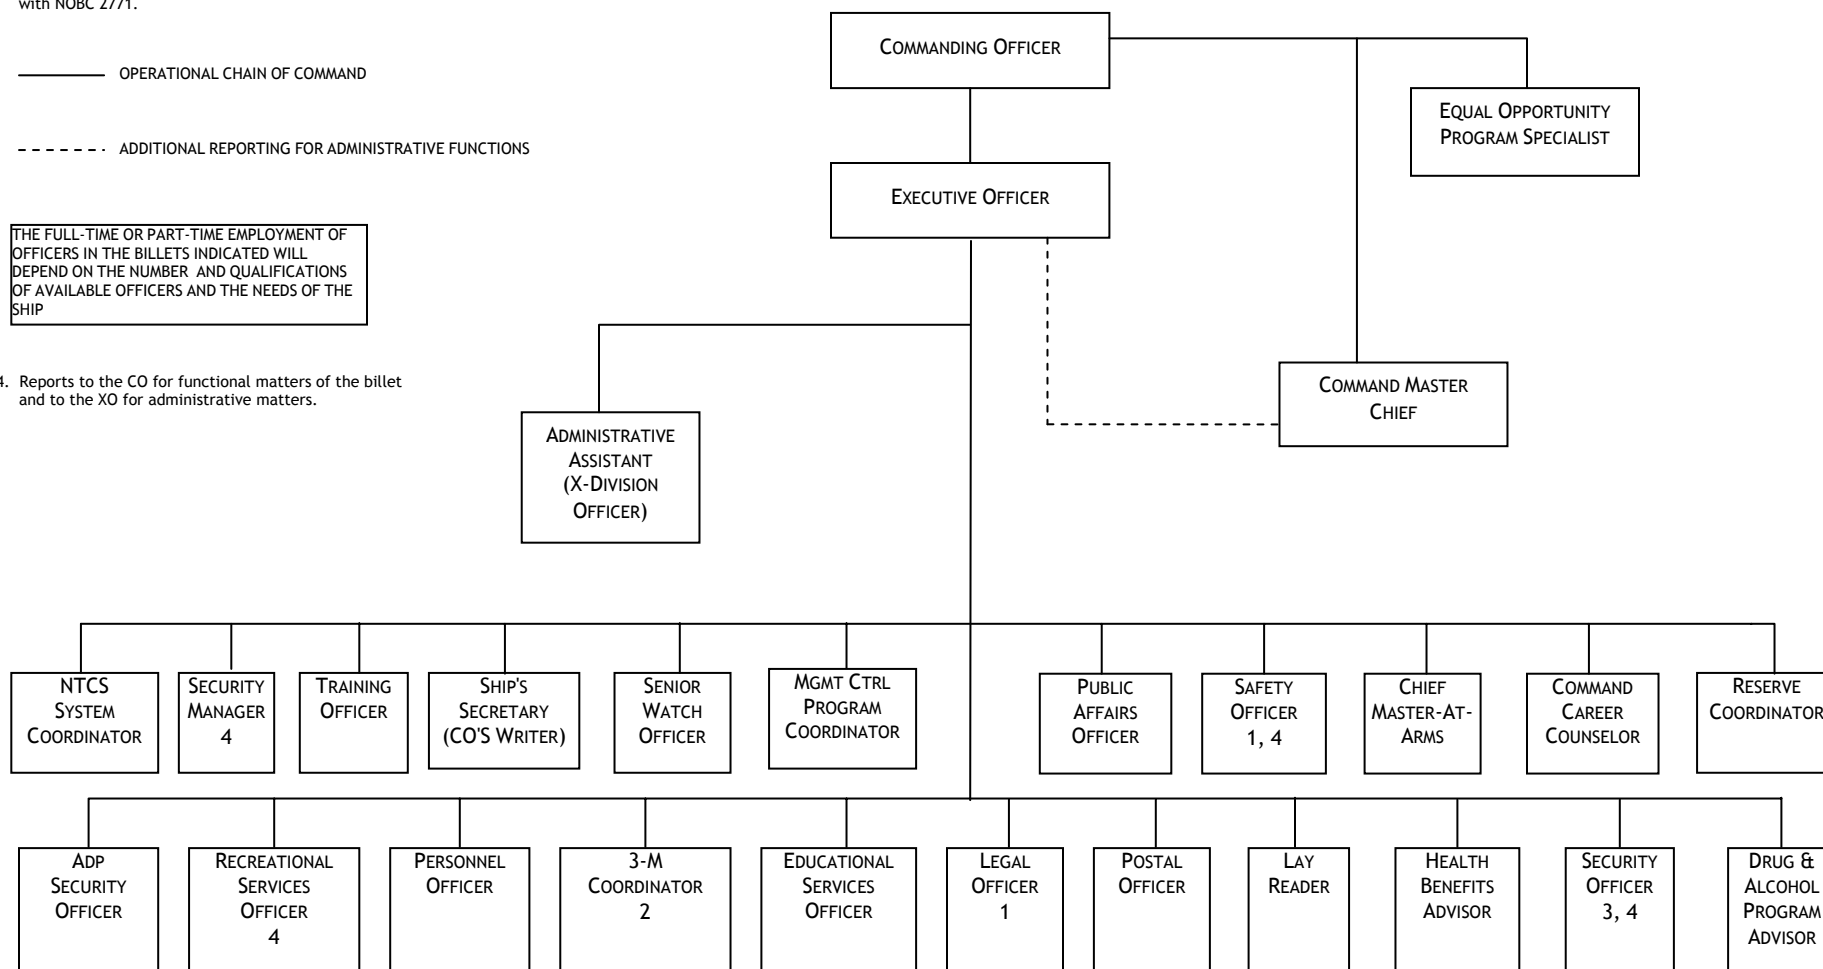 with NOBC 2771.
OPERATIONAL CHAIN OF COMMAND
ADDITIONAL REPORTING FOR ADMINISTRATIVE FUNCTIONS
THE FULL-TIME OR PART-TIME EMPLOYMENT OF
OFFICERS IN THE BILLETS INDICATED WILL
DEPEND ON THE NUMBER AND QUALIFICATIONS
OF AVAILABLE OFFICERS AND THE NEEDS OF THE
SHIP
4. Reports to the CO for functional matters of the billet
and to the XO for administrative matters.
COMMANDING OFFICER
EQUAL OPPORTUNITY
PROGRAM SPECIALIST
EXECUTIVE OFFICER
COMMAND MASTER
CHIEF
ADMINISTRATIVE
ASSISTANT
(X-DIVISION
OFFICER)
NTCS
SYSTEM
COORDINATOR
SECURITY
MANAGER
4
TRAINING
OFFICER
SHIP'S
SECRETARY
(CO'S WRITER)
SENIOR
WATCH
OFFICER
MGMT CTRL
PROGRAM
COORDINATOR
PUBLIC
AFFAIRS
OFFICER
SAFETY
OFFICER
1, 4
CHIEF
MASTER-AT-
ARMS
COMMAND
CAREER
COUNSELOR
RESERVE
COORDINATOR
ADP
SECURITY
OFFICER
RECREATIONAL
SERVICES
OFFICER
4
PERSONNEL
OFFICER
3-M
COORDINATOR
2
EDUCATIONAL
SERVICES
OFFICER
LEGAL
OFFICER
1
POSTAL
OFFICER
LAY
READER
HEALTH
BENEFITS
ADVISOR
SECURITY
OFFICER
3, 4
DRUG &
ALCOHOL
PROGRAM
ADVISOR